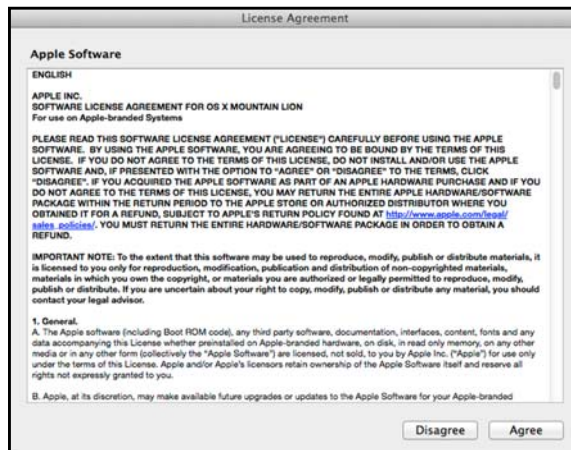 License Agreement
Apple Software
ENGLISH
APPLE INC.
SOFTWARE LICENSE AGREEMENT FOR OS X MOUNTAIN LION
For use on Apple-branded Systems
PLEASE READ THIS SOFTWARE LICENSE AGREEMENT ("LICENSE") CAREFULLY BEFORE USING THE APPLE
SOFTWARE. BY USING THE APPLE SOFTWARE, YOU ARE AGREEING TO BE BOUND BY THE TERMS OF THIS
LICENSE. IF YOU DO NOT AGREE TO THE TERMS OF THIS LICENSE, DO NOT INSTALL AND/OR USE THE APPLE
SOFTWARE AND, IF PRESENTED WITH THE OPTION TO "AGREE" OR "DISAGREE" TO THE TERMS, CLICK
"DISAGREE". IF YOU ACQUIRED THE APPLE SOFTWARE AS PART OF AN APPLE HARDWARE PURCHASE AND IF YOU
DO NOT AGREE TO THE TERMS OF THIS LICENSE, YOU MAY RETURN THE ENTIRE APPLE HARDWARE/SOFTWARE
PACKAGE WITHIN THE RETURN PERIOD TO THE APPLE STORE OR AUTHORIZED DISTRIBUTOR WHERE YOU
OBTAINED IT FOR A REFUND, SUBJECT TO APPLE'S RETURN POLICY FOUND AT http://www.apple.com/legal/
sales_policies/. YOU MUST RETURN THE ENTIRE HARDWARE/SOFTWARE PACKAGE IN ORDER TO OBTAIN A
REFUND.
IMPORTANT NOTE: To the extent that this software may be used to reproduce, modify, publish or distribute materials, it
is licensed to you only for reproduction, modification, publication and distribution of non-copyrighted materials,
materials in which you own the copyright, or materials you are authorized or legally permitted to reproduce, modify,
publish or distribute. If you are uncertain about your right to copy, modify, publish or distribute any material, you should
contact your legal advisor.
1. General.
A. The Apple software (including Boot ROM code), any third party software, documentation, interfaces, content, fonts and any
data accompanying this License whether preinstalled on Apple-branded hardware, on disk, in read only memory, on any other
media or in any other form (collectively the "Apple Software") are licensed, not sold, to you by Apple Inc. ("Apple") for use only
under the terms of this License. Apple and/or Apple's licensors retain ownership of the Apple Software itself and reserve all
rights not expressly granted to you.
B. Apple, at its discretion, may make available future upgrades or updates to the Apple Software for your Apple-branded
Disagree
Agree